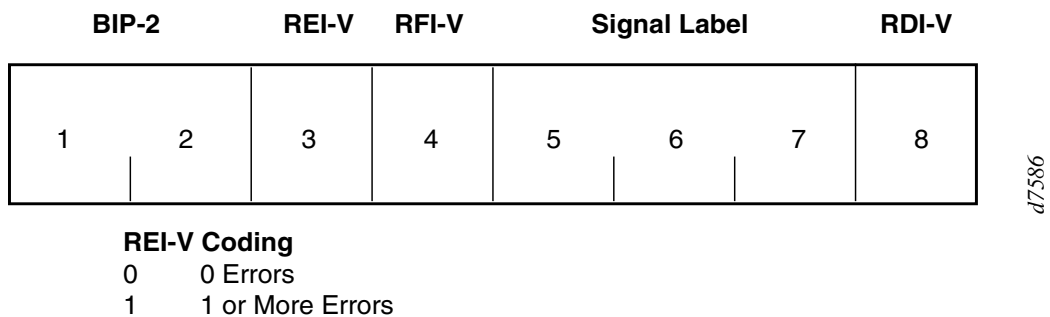 BIP-2 REI-V RFI-V Signal Label RDI-V
1 2 3 4 5 6 7 8
d7586
REI-V Coding
0 0 Errors
1 1 or More Errors